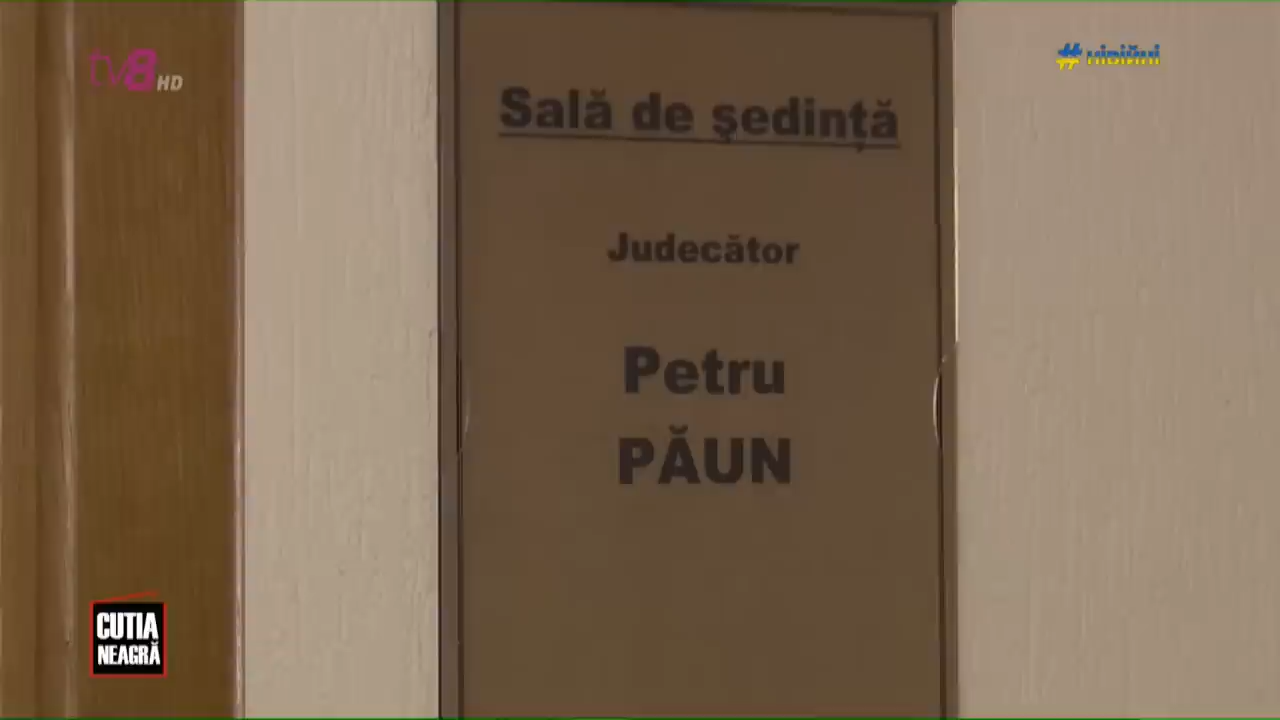 tv8 HD
Sală de ședință
Judecător
Petru
PĂUN
CUTIA
NEAGRĂ